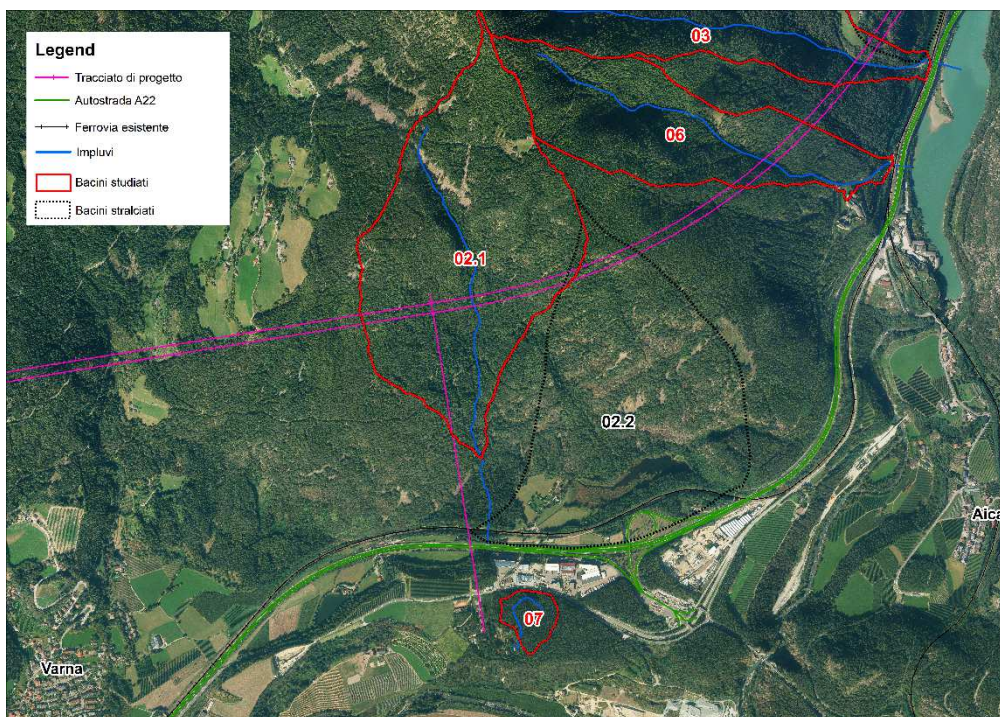 Legend
Tracciato di progetto
Autostrada A22
Ferrovia esistente
Impluvi
Bacini studiati
Bacini stralciati
03
06
02.1
02.2
Aica
07
Varna